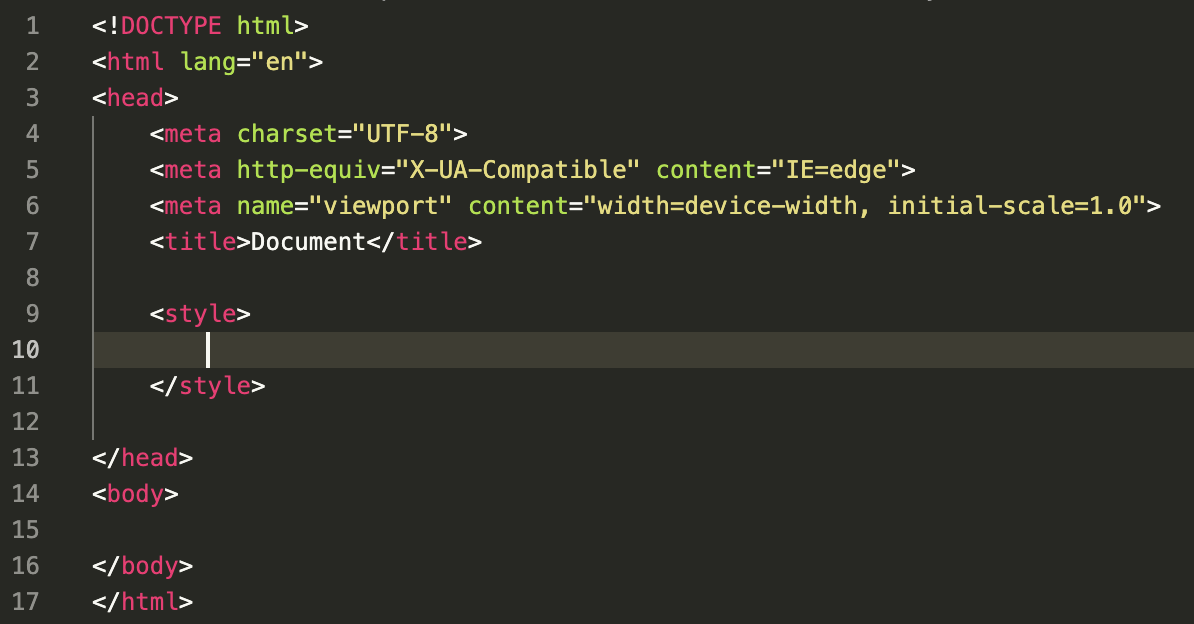 1 <!DOCTYPE html>
2 <html lang="en">
3 <head>
4     <meta charset="UTF-8">
5     <meta http-equiv="X-UA-Compatible" content="IE=edge">
6     <meta name="viewport" content="width=device-width, initial-scale=1.0">
7     <title>Document</title>
8
9     <style>
10
11     </style>
12
13 </head>
14 <body>
15
16 </body>
17 </html>